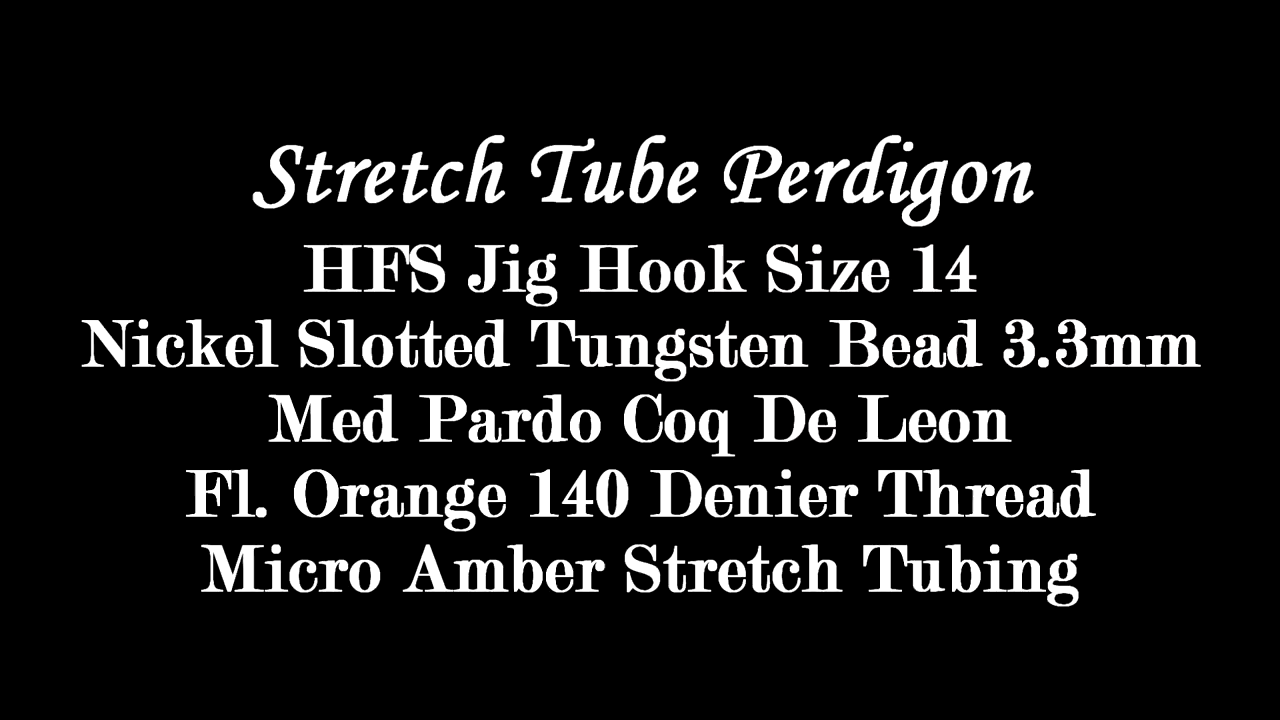 Stretch Tube Perdigon
HFS Jig Hook Size 14
Nickel Slotted Tungsten Bead 3.3mm
Med Pardo Coq De Leon
Fl. Orange 140 Denier Thread
Micro Amber Stretch Tubing